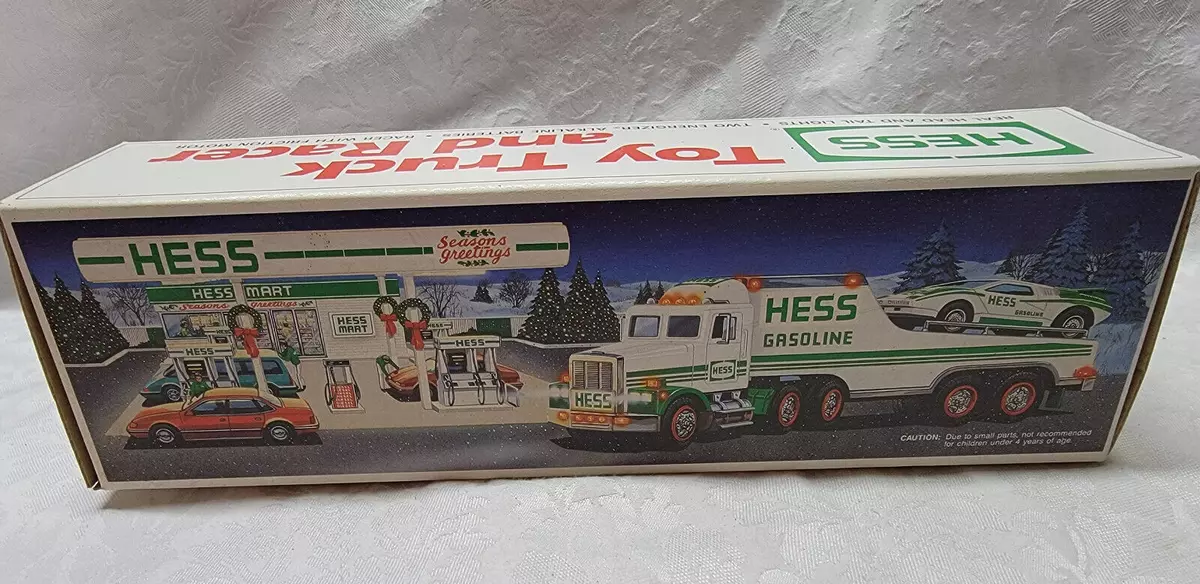 HESS®
Toy Truck
and Racer
REAL HEAD AND TAIL LIGHTS • TWO ENERGIZER® ALKALINE BATTERIES • RACER WITH FRICTION MOTOR
HESS
Seasons
greetings
HESS MART
Seasons greetings
HESS
MART
HESS
HESS
HESS
GASOLINE
HESS
HESS
HESS
GASOLINE
CAUTION: Due to small parts, not recommended
for children under 4 years of age.